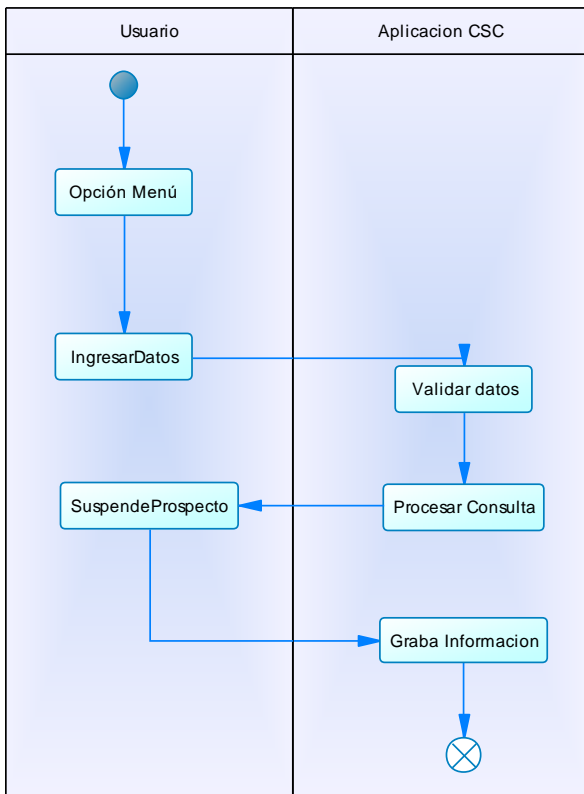 Usuario
Aplicacion CSC
Opción Menú
IngresarDatos
Validar datos
SuspendeProspecto
Procesar Consulta
Graba Informacion